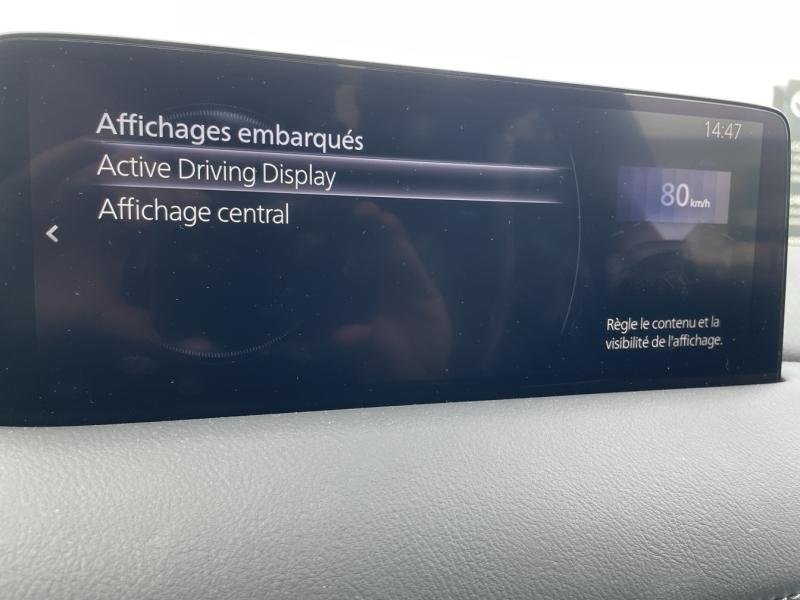 Affichages embarqués
14:47
Active Driving Display
80 km/h
Affichage central
Règle le contenu et la
visibilité de l'affichage.